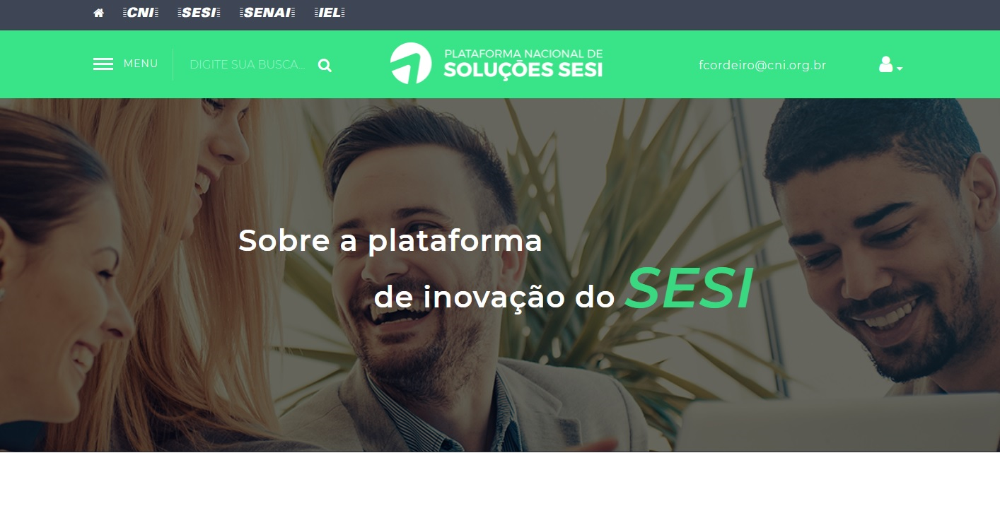 CNI SESI SENAI IEL
MENU
DIGITE SUA BUSCA...
PLATAFORMA NACIONAL DE
SOLUÇÕES SESI
fcordeiro@cni.org.br
Sobre a plataforma
de inovação do SESI